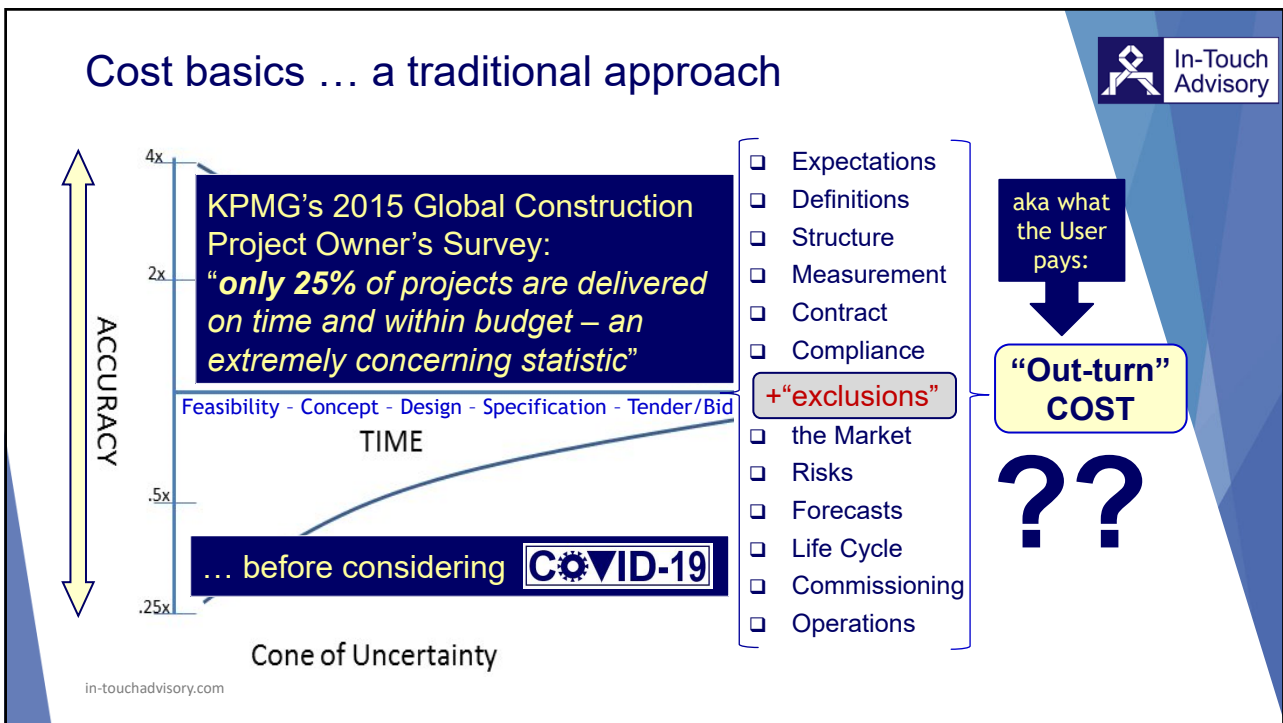 Cost basics … a traditional approach
In-Touch
Advisory
4x
2x
.5x
.25x
ACCURACY
KPMG’s 2015 Global Construction
Project Owner’s Survey:
“only 25% of projects are delivered
on time and within budget – an
extremely concerning statistic”
Feasibility - Concept - Design - Specification - Tender/Bid
TIME
… before considering COVID-19
Cone of Uncertainty
Expectations
Definitions
Structure
Measurement
Contract
Compliance
+“exclusions”
the Market
Risks
Forecasts
Life Cycle
Commissioning
Operations
aka what
the User
pays:
“Out-turn”
COST
??
in-touchadvisory.com